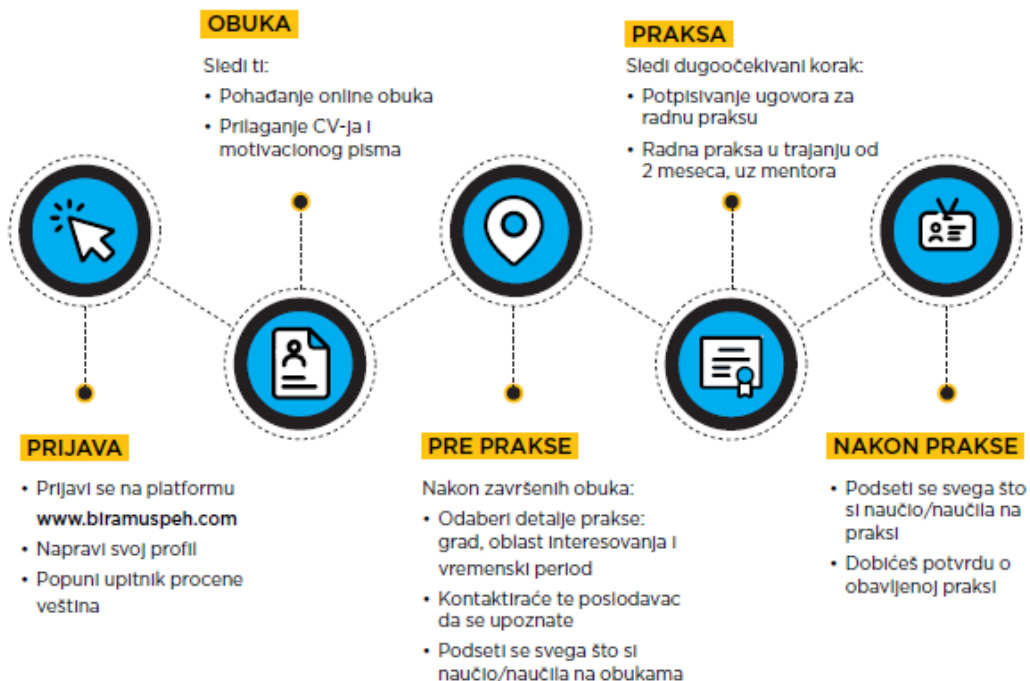 PRIJAVA
• Prijavi se na platformu
www.biramuspeh.com
• Napravi svoj profil
• Popuni upitnik procene
veština
OBUKA
Sledi ti:
• Pohađanje online obuka
• Prilaganje CV-ja i
motivacionog pisma
PRE PRAKSE
Nakon završenih obuka:
• Odaberi detalje prakse:
grad, oblast interesovanja i
vremenski period
• Kontaktiraće te poslodavac
da se upoznate
• Podseti se svega što si
naučio/naučila na obukama
PRAKSA
Sledi dugoočekivani korak:
• Potpisivanje ugovora za
radnu praksu
• Radna praksa u trajanju od
2 meseca, uz mentora
NAKON PRAKSE
• Podseti se svega što
si naučio/naučila na
praksi
• Dobićeš potvrdu o
obavljenoj praksi